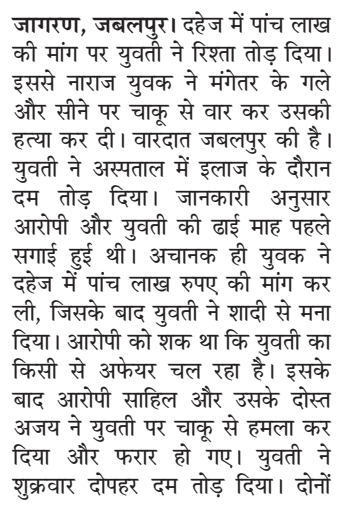 जागरण, जबलपुर। दहेज में पांच लाख
की मांग पर युवती ने रिश्ता तोड़ दिया।
इससे नाराज युवक ने मंगेतर के गले
और सीने पर चाकू से वार कर उसकी
हत्या कर दी। वारदात जबलपुर की है।
युवती ने अस्पताल में इलाज के दौरान
दम तोड़ दिया। जानकारी अनुसार
आरोपी और युवती की ढाई माह पहले
सगाई हुई थी। अचानक ही युवक ने
दहेज में पांच लाख रुपए की मांग कर
ली, जिसके बाद युवती ने शादी से मना
दिया। आरोपी को शक था कि युवती का
किसी से अफेयर चल रहा है। इसके
बाद आरोपी साहिल और उसके दोस्त
अजय ने युवती पर चाकू से हमला कर
दिया और फरार हो गए। युवती ने
शुक्रवार दोपहर दम तोड़ दिया। दोनों